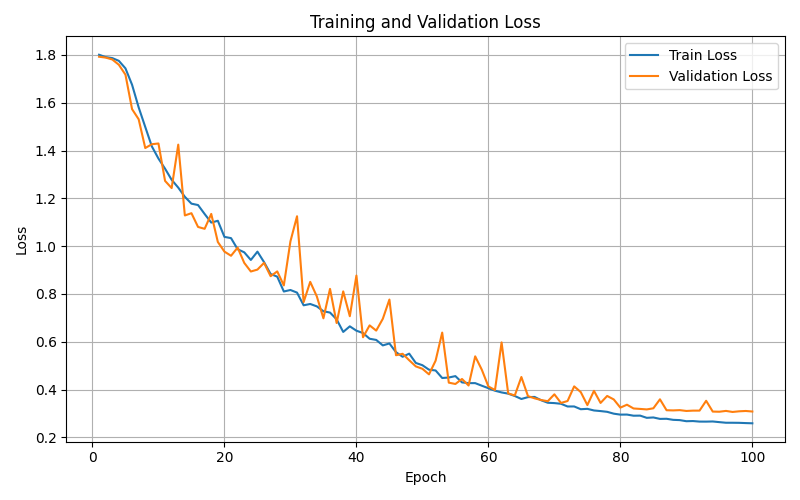 Training and Validation Loss
Train Loss
Validation Loss
1.8
1.6
1.4
1.2
1.0
0.8
0.6
0.4
0.2
Loss
0 20 40 60 80 100
Epoch